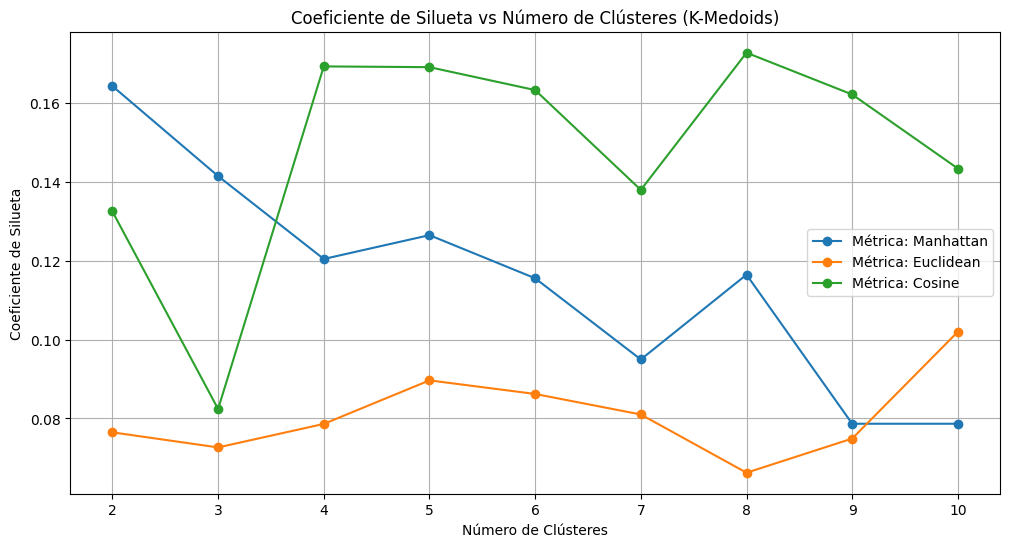 Coeficiente de Silueta vs Número de Clústeres (K-Medoids)
Coeficiente de Silueta
0.16
0.14
0.12
0.10
0.08
Métrica: Manhattan
Métrica: Euclidean
Métrica: Cosine
2 3 4 5 6 7 8 9 10
Número de Clústeres